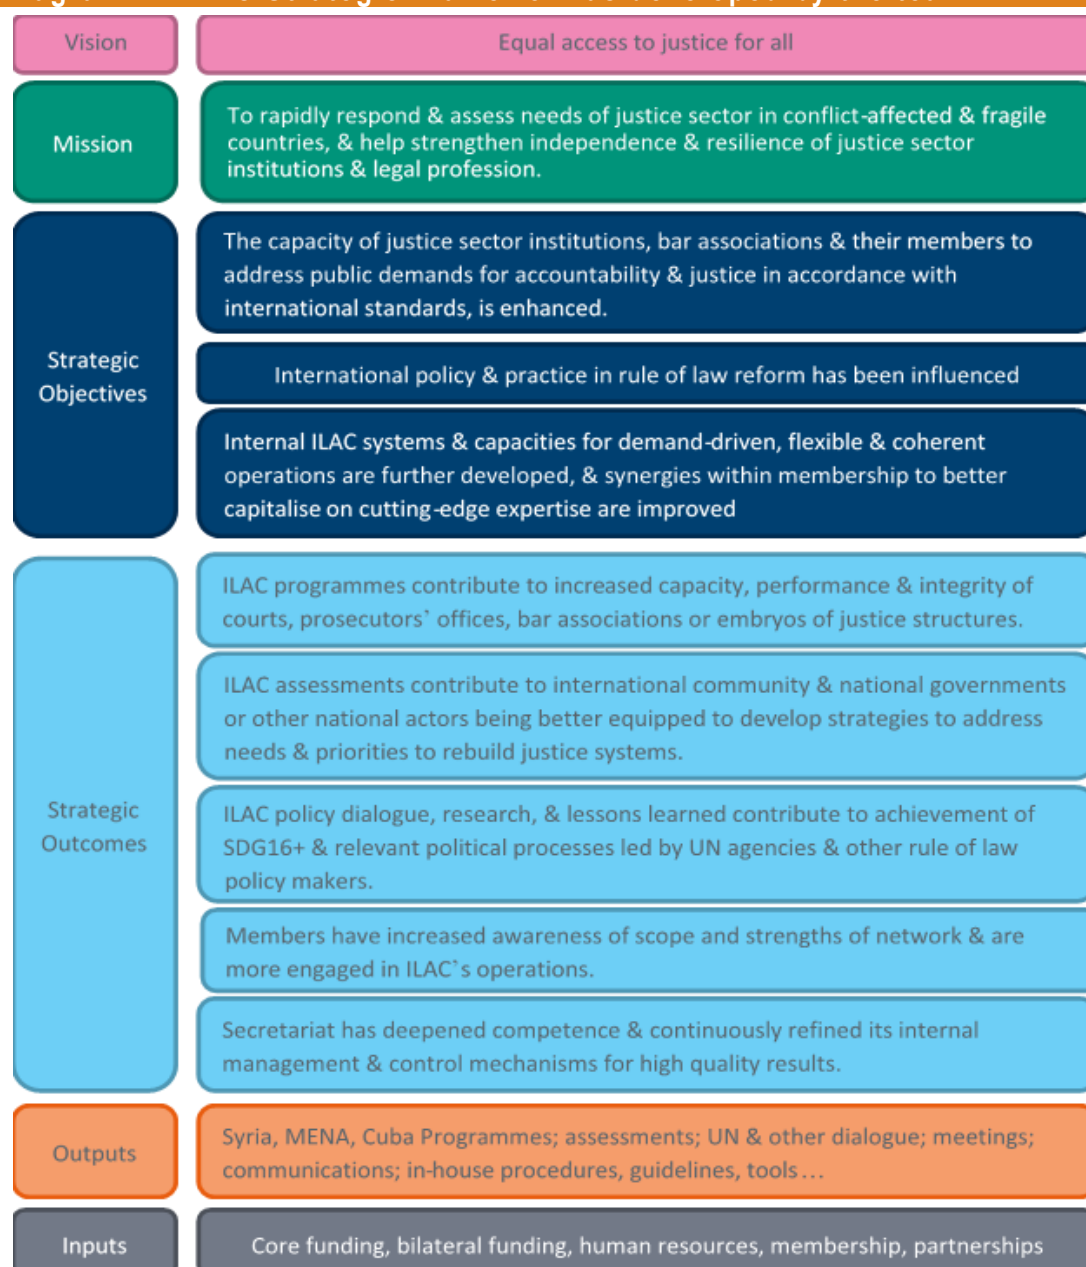 Vision
Equal access to justice for all
Mission
To rapidly respond & assess needs of justice sector in conflict-affected & fragile
countries, & help strengthen independence & resilience of justice sector
institutions & legal profession.
Strategic
Objectives
The capacity of justice sector institutions, bar associations & their members to
address public demands for accountability & justice in accordance with
international standards, is enhanced.
International policy & practice in rule of law reform has been influenced
Internal ILAC systems & capacities for demand-driven, flexible & coherent
operations are further developed, & synergies within membership to better
capitalise on cutting-edge expertise are improved
Strategic
Outcomes
ILAC programmes contribute to increased capacity, performance & integrity of
courts, prosecutors` offices, bar associations or embryos of justice structures.
ILAC assessments contribute to international community & national governments
or other national actors being better equipped to develop strategies to address
needs & priorities to rebuild justice systems.
ILAC policy dialogue, research, & lessons learned contribute to achievement of
SDG16+ & relevant political processes led by UN agencies & other rule of law
policy makers.
Members have increased awareness of scope and strengths of network & are
more engaged in ILAC`s operations.
Secretariat has deepened competence & continuously refined its internal
management & control mechanisms for high quality results.
Outputs
Syria, MENA, Cuba Programmes; assessments; UN & other dialogue; meetings;
communications; in-house procedures, guidelines, tools...
Inputs
Core funding, bilateral funding, human resources, membership, partnerships